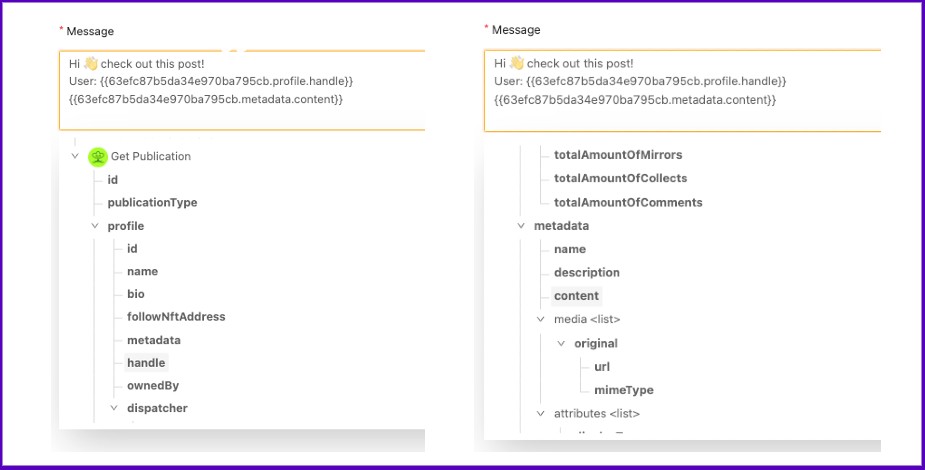 * Message
Hi 👋 check out this post!
User: {{63efc87b5da34e970ba795cb.profile.handle}}
{{63efc87b5da34e970ba795cb.metadata.content}}
Get Publication
id
publicationType
profile
id
name
bio
followNftAddress
metadata
handle
ownedBy
dispatcher
* Message
Hi 👋 check out this post!
User: {{63efc87b5da34e970ba795cb.profile.handle}}
{{63efc87b5da34e970ba795cb.metadata.content}}
totalAmountOfMirrors
totalAmountOfCollects
totalAmountOfComments
metadata
name
description
content
media <list>
original
url
mimeType
attributes <list>